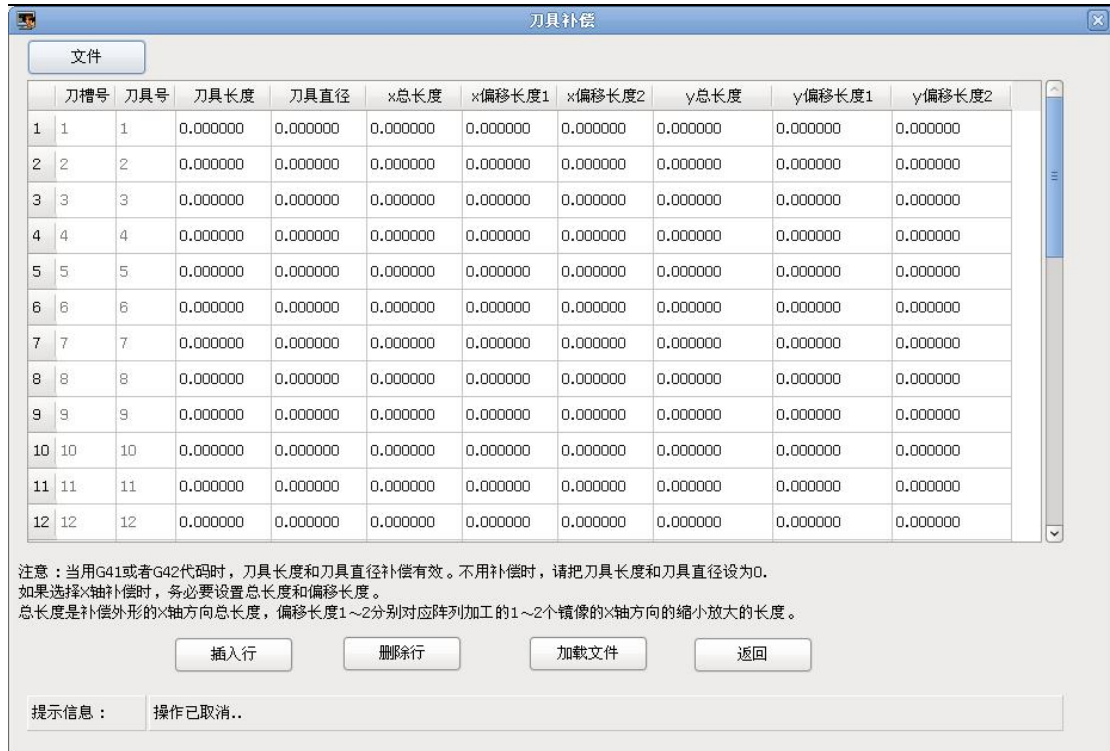 刀具补偿
文件
刀槽号 刀具号 刀具长度 刀具直径 x总长度 x偏移长度1 x偏移长度2 y总长度 y偏移长度1 y偏移长度2
1 1 1 0.000000 0.000000 0.000000 0.000000 0.000000 0.000000 0.000000 0.000000
2 2 2 0.000000 0.000000 0.000000 0.000000 0.000000 0.000000 0.000000 0.000000
3 3 3 0.000000 0.000000 0.000000 0.000000 0.000000 0.000000 0.000000 0.000000
4 4 4 0.000000 0.000000 0.000000 0.000000 0.000000 0.000000 0.000000 0.000000
5 5 5 0.000000 0.000000 0.000000 0.000000 0.000000 0.000000 0.000000 0.000000
6 6 6 0.000000 0.000000 0.000000 0.000000 0.000000 0.000000 0.000000 0.000000
7 7 7 0.000000 0.000000 0.000000 0.000000 0.000000 0.000000 0.000000 0.000000
8 8 8 0.000000 0.000000 0.000000 0.000000 0.000000 0.000000 0.000000 0.000000
9 9 9 0.000000 0.000000 0.000000 0.000000 0.000000 0.000000 0.000000 0.000000
10 10 10 0.000000 0.000000 0.000000 0.000000 0.000000 0.000000 0.000000 0.000000
11 11 11 0.000000 0.000000 0.000000 0.000000 0.000000 0.000000 0.000000 0.000000
12 12 12 0.000000 0.000000 0.000000 0.000000 0.000000 0.000000 0.000000 0.000000
注意：当用G41或者G42代码时，刀具长度和刀具直径补偿有效。不用补偿时，请把刀具长度和刀具直径设为0.
如果选择X轴补偿时，务必要设置总长度和偏移长度。
总长度是补偿外形的X轴方向总长度，偏移长度1～2分别对应阵列加工的1～2个镜像的X轴方向的缩小放大的长度。
插入行 删除行 加载文件 返回
提示信息： 操作已取消..